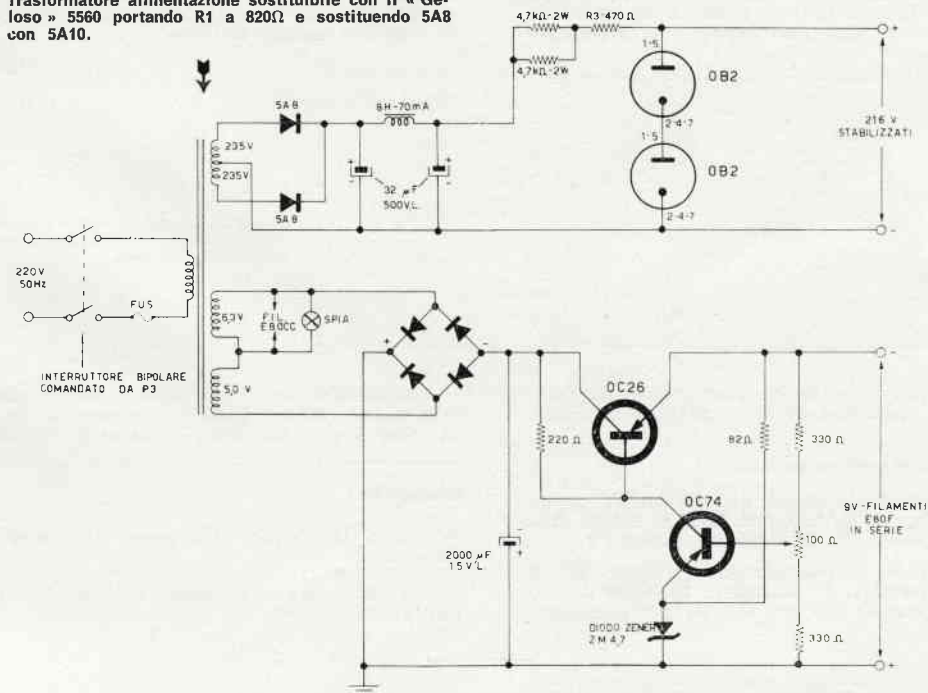 Trasformatore alimentazione sostituibile con il « Ge-
loso » 5560 portando R1 a 820Ω e sostituendo 5A8
con 5A10.
4,7kΩ-2W
R3-470 Ω
4,7kΩ-2W
1-5
OB2
2-4-7
1-5
OB2
2-4-7
+
216 V
STABILIZZATI
-
5A8
8H-70mA
235V
235V
5A8
+
-
32 µF
500V.L.
+
-
220V
50Hz
FUS
INTERRUTTORE BIPOLARE
COMANDATO DA P3
6,3V
FIL.
E80CC
SPIA
5,0 V
+
-
OC26
220 Ω
82Ω
330 Ω
-
OC74
100 Ω
9V-FILAMENTI
E80F
IN SERIE
2000 µF
15V'L.
-
+
DIODO ZENER
ZM4,7
330 Ω
+